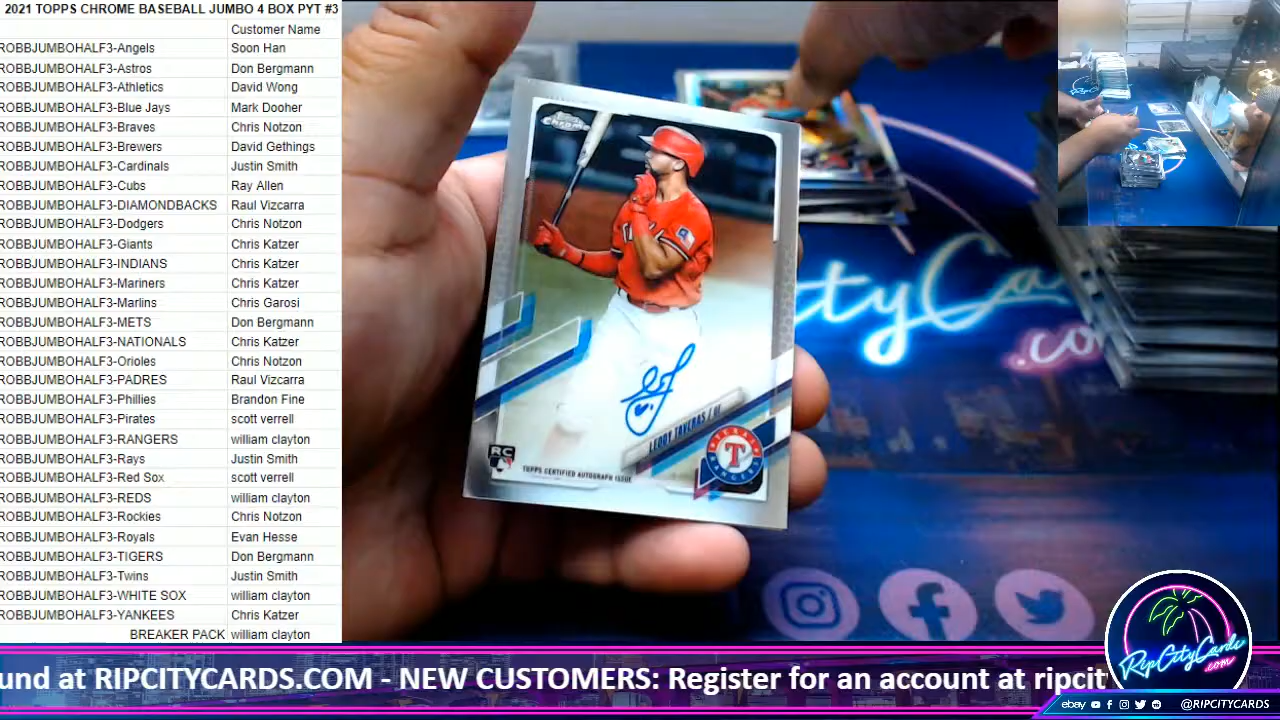 2021 TOPPS CHROME BASEBALL JUMBO 4 BOX PYT #3
Customer Name
ROBBJUMBOHALF3-Angels Soon Han
ROBBJUMBOHALF3-Astros Don Bergmann
ROBBJUMBOHALF3-Athletics David Wong
ROBBJUMBOHALF3-Blue Jays Mark Dooher
ROBBJUMBOHALF3-Braves Chris Notzon
ROBBJUMBOHALF3-Brewers David Gethings
ROBBJUMBOHALF3-Cardinals Justin Smith
ROBBJUMBOHALF3-Cubs Ray Allen
ROBBJUMBOHALF3-DIAMONDBACKS Raul Vizcarra
ROBBJUMBOHALF3-Dodgers Chris Notzon
ROBBJUMBOHALF3-Giants Chris Katzer
ROBBJUMBOHALF3-INDIANS Chris Katzer
ROBBJUMBOHALF3-Mariners Chris Katzer
ROBBJUMBOHALF3-Marlins Chris Garosi
ROBBJUMBOHALF3-METS Don Bergmann
ROBBJUMBOHALF3-NATIONALS Chris Katzer
ROBBJUMBOHALF3-Orioles Chris Notzon
ROBBJUMBOHALF3-PADRES Raul Vizcarra
ROBBJUMBOHALF3-Phillies Brandon Fine
ROBBJUMBOHALF3-Pirates scott verrell
ROBBJUMBOHALF3-RANGERS william clayton
ROBBJUMBOHALF3-Rays Justin Smith
ROBBJUMBOHALF3-Red Sox scott verrell
ROBBJUMBOHALF3-REDS william clayton
ROBBJUMBOHALF3-Rockies Chris Notzon
ROBBJUMBOHALF3-Royals Evan Hesse
ROBBJUMBOHALF3-TIGERS Don Bergmann
ROBBJUMBOHALF3-Twins Justin Smith
ROBBJUMBOHALF3-WHITE SOX william clayton
ROBBJUMBOHALF3-YANKEES Chris Katzer
BREAKER PACK william clayton
Chrome
LEODY TAVERAS / OF
TEXAS
T
RANGERS
RC
TOPPS CERTIFIED AUTOGRAPH ISSUE
ityCa
.co
RipCityCards
.com
und at RIPCITYCARDS.COM - NEW CUSTOMERS: Register for an account at ripcit
ebay @RIPCITYCARDS